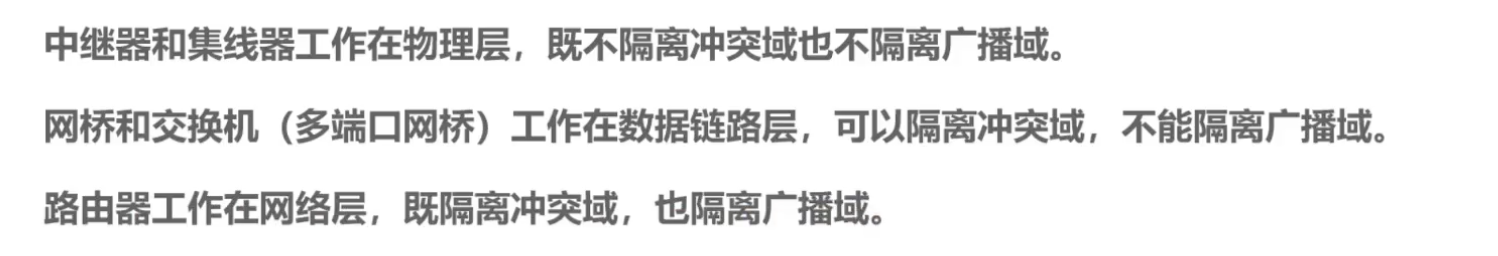 中继器和集线器工作在物理层，既不隔离冲突域也不隔离广播域。
网桥和交换机（多端口网桥）工作在数据链路层，可以隔离冲突域，不能隔离广播域。
路由器工作在网络层，既隔离冲突域，也隔离广播域。